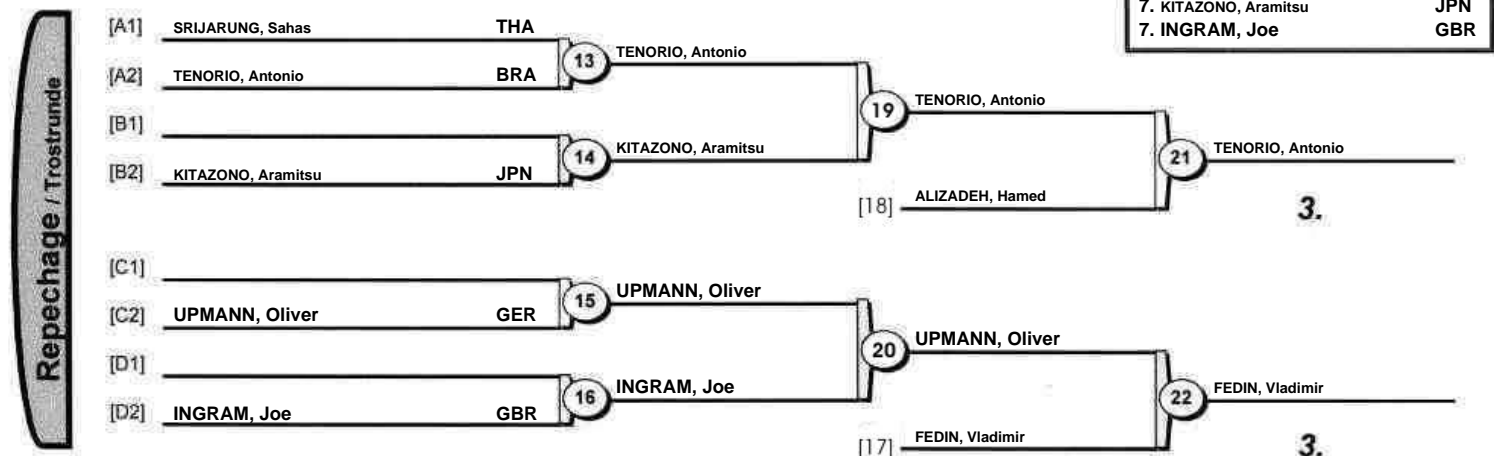 7. KITAZONO, Aramitsu JPN
7. INGRAM, Joe GBR
Repechage / Trostrunde
[A1] SRIJARUNG, Sahas THA
13 TENORIO, Antonio
[A2] TENORIO, Antonio BRA
19 TENORIO, Antonio
[B1]
14 KITAZONO, Aramitsu
21 TENORIO, Antonio
[B2] KITAZONO, Aramitsu JPN
[18] ALIZADEH, Hamed
3.
[C1]
15 UPMANN, Oliver
[C2] UPMANN, Oliver GER
20 UPMANN, Oliver
[D1]
16 INGRAM, Joe
22 FEDIN, Vladimir
[D2] INGRAM, Joe GBR
[17] FEDIN, Vladimir
3.